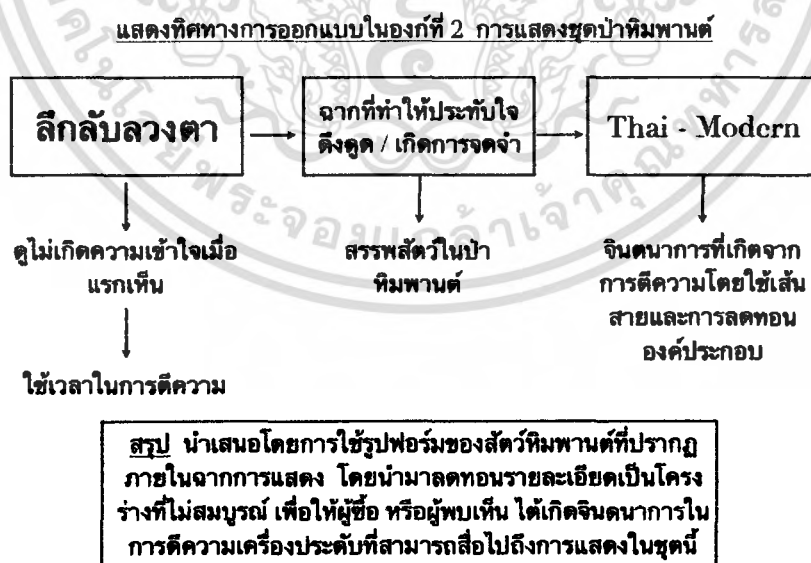 แสดงทิศทางการออกแบบในองก์ที่ 2 การแสดงชุดป่าหิมพานต์
ลึกลับลวงตา
ฉากที่ทำให้ประทับใจ
ดึงดูด / เกิดการจดจำ
Thai - Modern
ดูไม่เกิดความเข้าใจเมื่อ
แรกเห็น
สรรพสัตว์ในป่า
หิมพานต์
จินตนาการที่เกิดจาก
การตีความโดยใช้เส้น
สายและการลดทอน
องค์ประกอบ
ใช้เวลาในการตีความ
สรุป นำเสนอโดยการใช้รูปฟอร์มของสัตว์หิมพานต์ที่ปรากฏ
ภายในฉากการแสดง โดยนำมาลดทอนรายละเอียดเป็นโครง
ร่างที่ไม่สมบูรณ์ เพื่อให้ผู้ซื้อ หรือผู้พบเห็น ได้เกิดจินตนาการใน
การตีความเครื่องประดับที่สามารถสื่อไปถึงการแสดงในชุดนี้